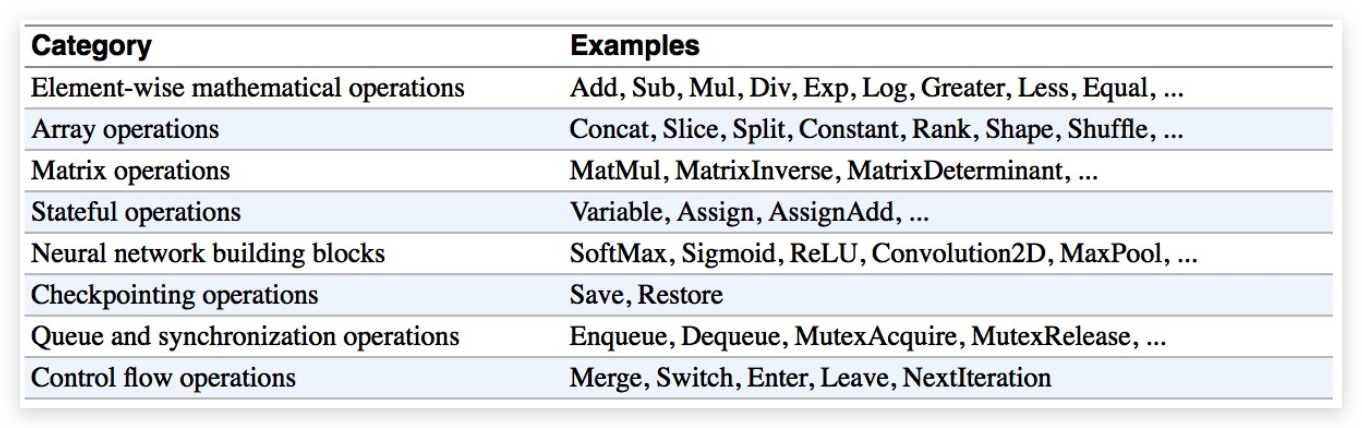 Category Examples
Element-wise mathematical operations Add, Sub, Mul, Div, Exp, Log, Greater, Less, Equal, ...
Array operations Concat, Slice, Split, Constant, Rank, Shape, Shuffle, ...
Matrix operations MatMul, MatrixInverse, MatrixDeterminant, ...
Stateful operations Variable, Assign, AssignAdd, ...
Neural network building blocks SoftMax, Sigmoid, ReLU, Convolution2D, MaxPool, ...
Checkpointing operations Save, Restore
Queue and synchronization operations Enqueue, Dequeue, MutexAcquire, MutexRelease, ...
Control flow operations Merge, Switch, Enter, Leave, NextIteration